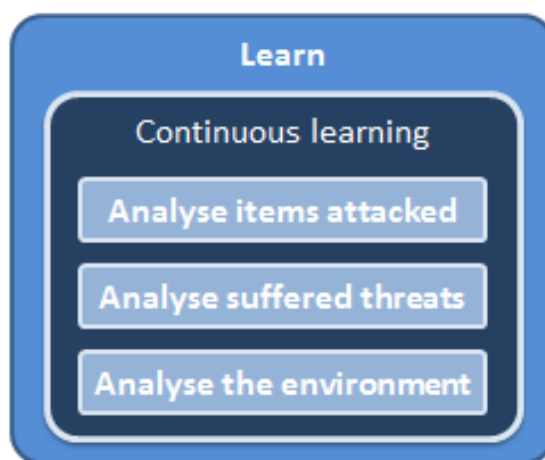 Learn
Continuous learning
Analyse items attacked
Analyse suffered threats
Analyse the environment